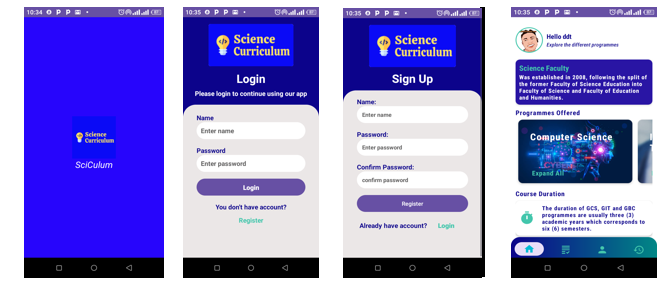 10:34
Science
Curriculum
SciCulum
10:35
Science
Curriculum
Login
Please login to continue using our app
Name
Enter name
Password
Enter password
Login
You don't have account?
Register
10:35
Science
Curriculum
Sign Up
Name:
Enter name
Password:
Enter password
Confirm Password:
confirm password
Register
Already have account? Login
10:35
Hello ddt
Explore the different programmes
Science Faculty
Was established in 2008, following the split of
the former Faculty of Science Education into
Faculty of Science and Faculty of Education
and Humanities.
Programmes Offered
Computer Science
Expand All
Course Duration
The duration of GCS, GIT and GBC
programmes are usually three (3)
academic years which corresponds to
six (6) semesters.